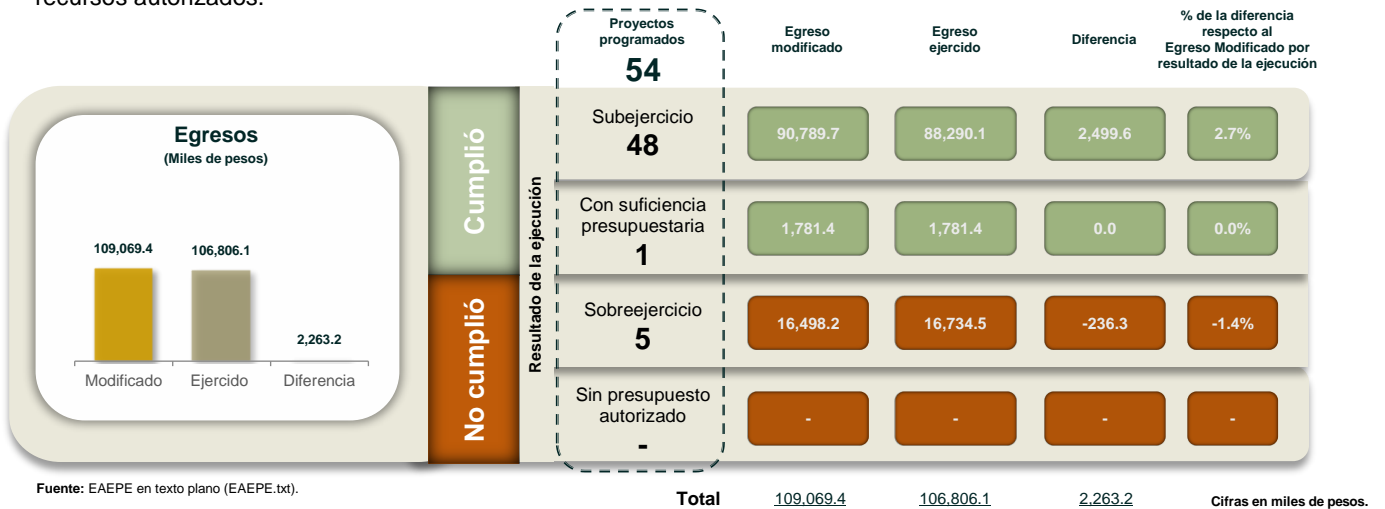 recursos autorizados.
Proyectos
programados
54
Egreso
modificado
Egreso
ejercido
Diferencia
% de la diferencia
respecto al
Egreso Modificado por
resultado de la ejecución
Egresos
(Miles de pesos)
109,069.4
106,806.1
2,263.2
Modificado
Ejercido
Diferencia
Cumplió
No cumplió
Resultado de la ejecución
Subejercicio
48
90,789.7
88,290.1
2,499.6
2.7%
Con suficiencia
presupuestaria
1
1,781.4
1,781.4
0.0
0.0%
Sobreejercicio
5
16,498.2
16,734.5
-236.3
-1.4%
Sin presupuesto
autorizado
-
-
-
-
-
Fuente: EAEPE en texto plano (EAEPE.txt).
Total
109,069.4
106,806.1
2,263.2
Cifras en miles de pesos.